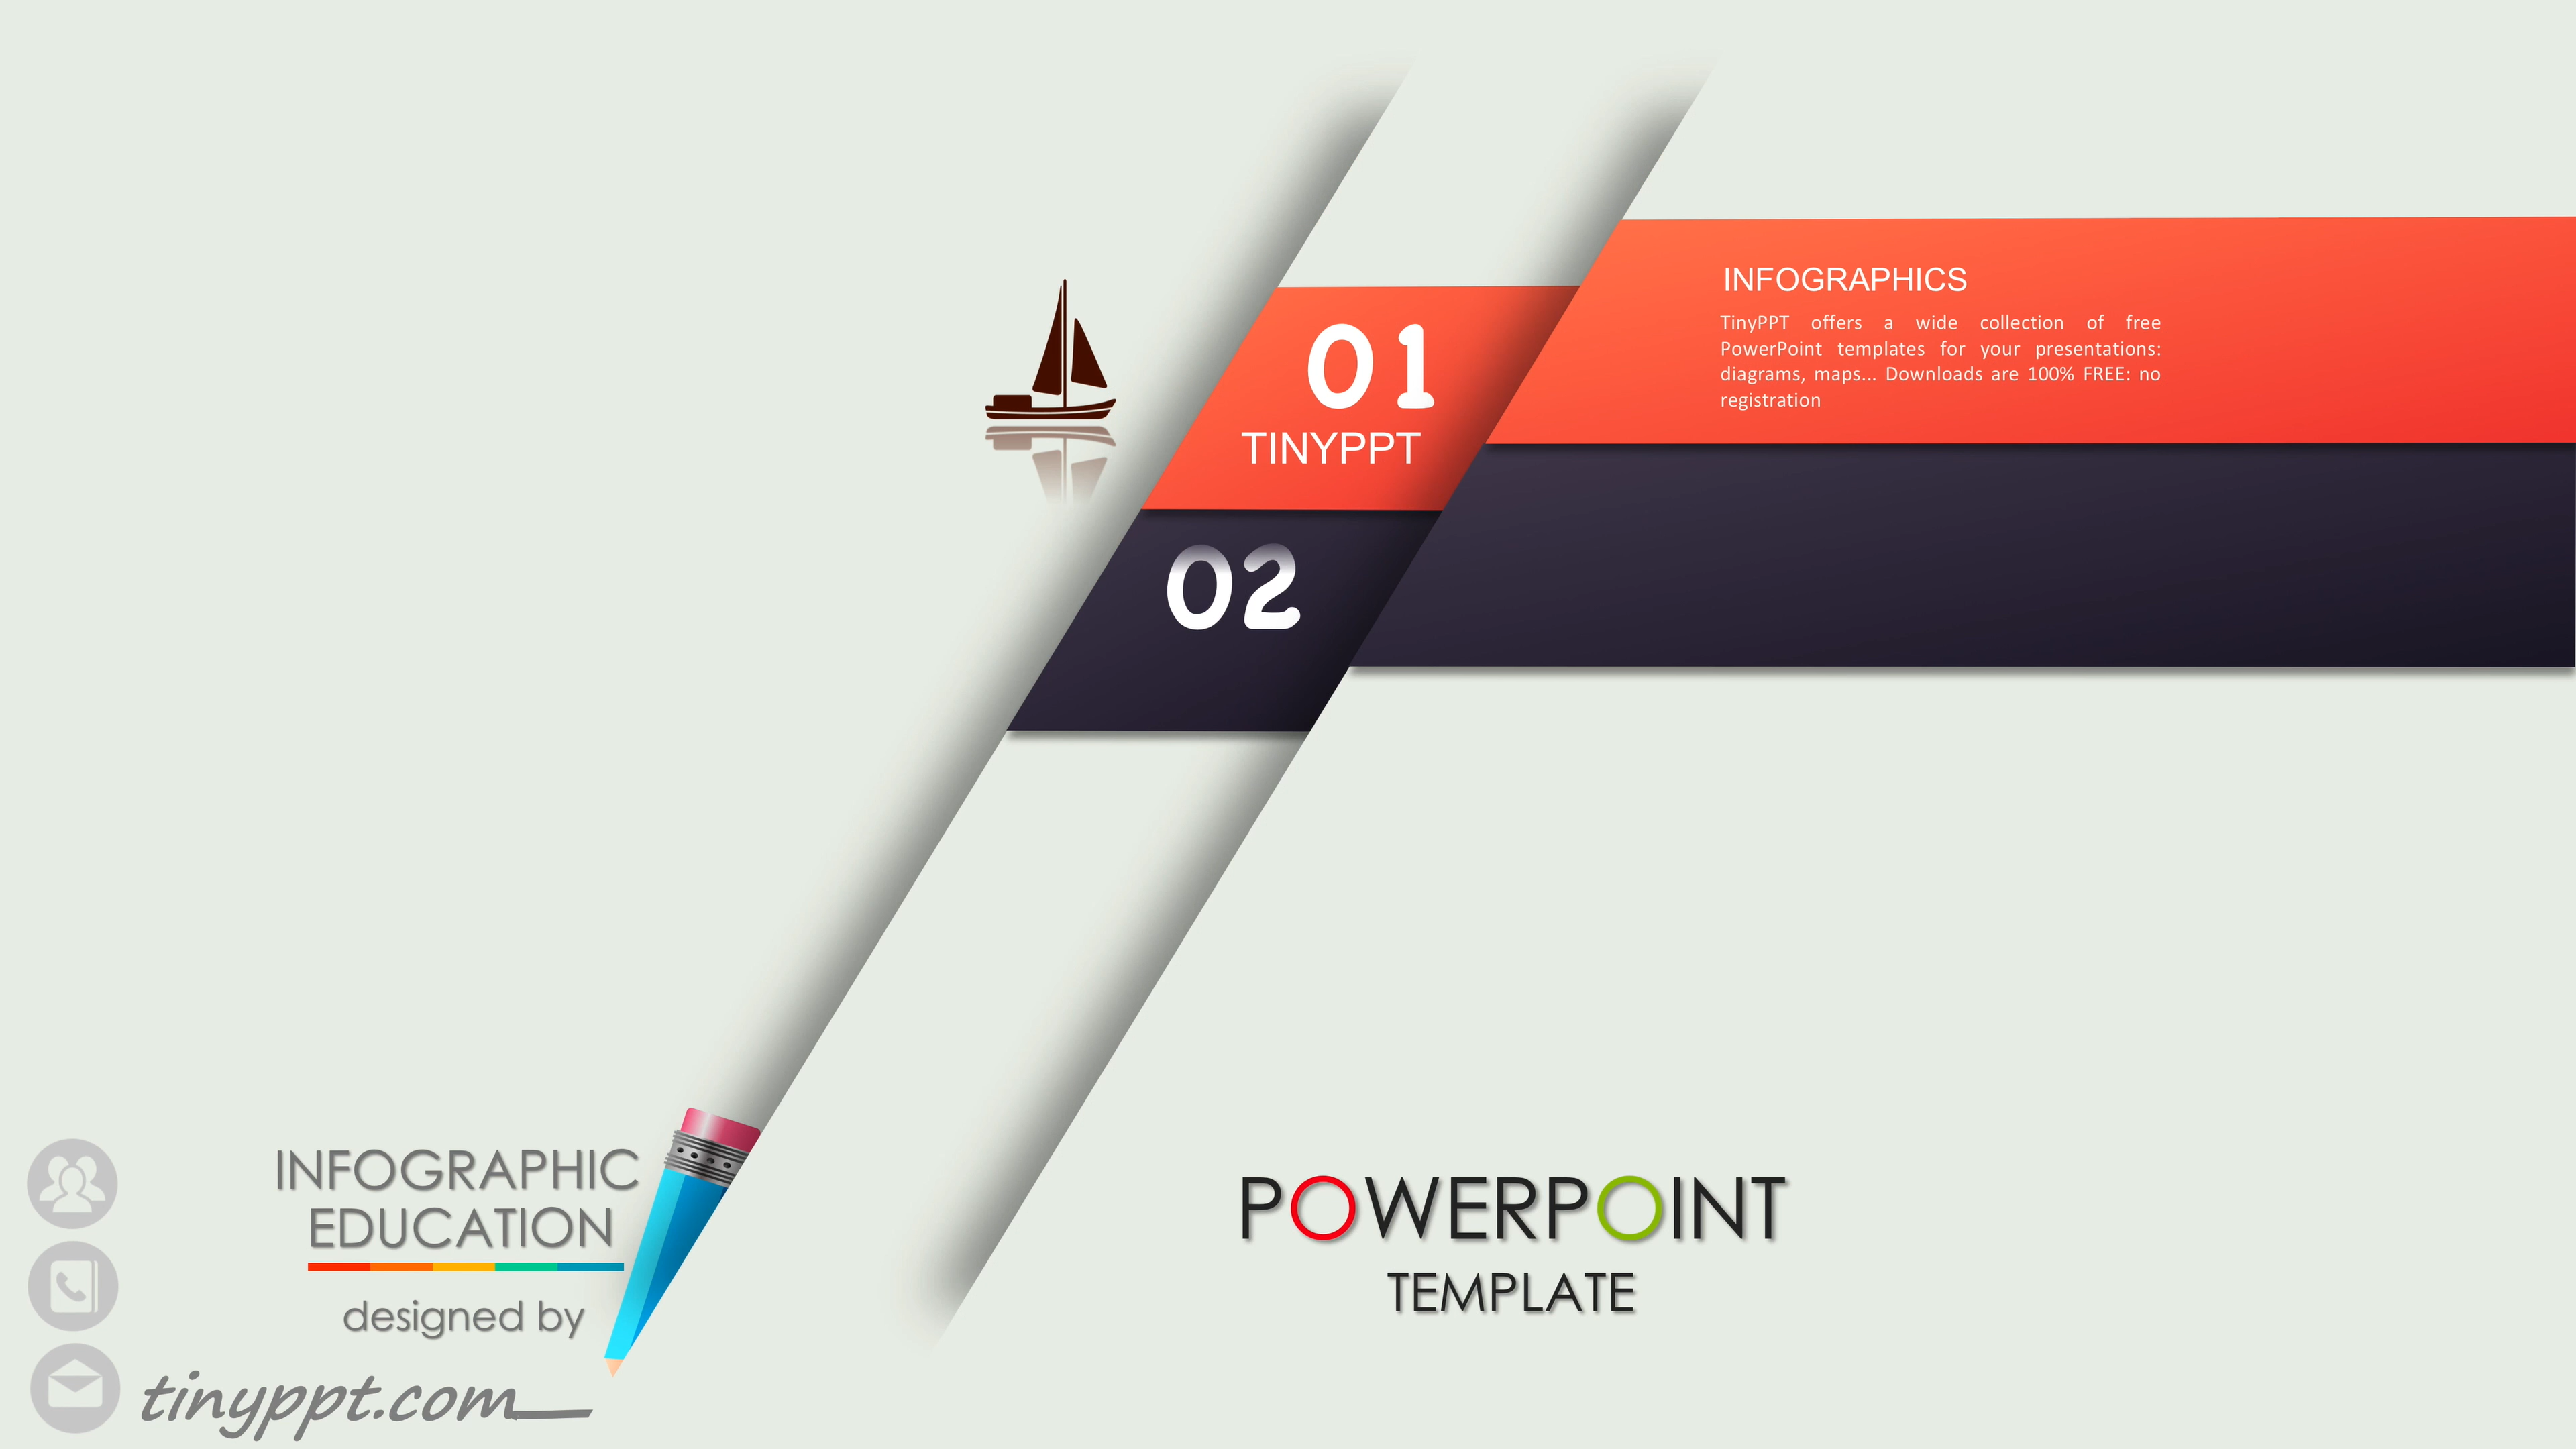 01
TINYPPT
INFOGRAPHICS
TinyPPT offers a wide collection of free
PowerPoint templates for your presentations:
diagrams, maps... Downloads are 100% FREE: no
registration
02
INFOGRAPHIC
EDUCATION
designed by
tinyppt.com
POWERPOINT
TEMPLATE